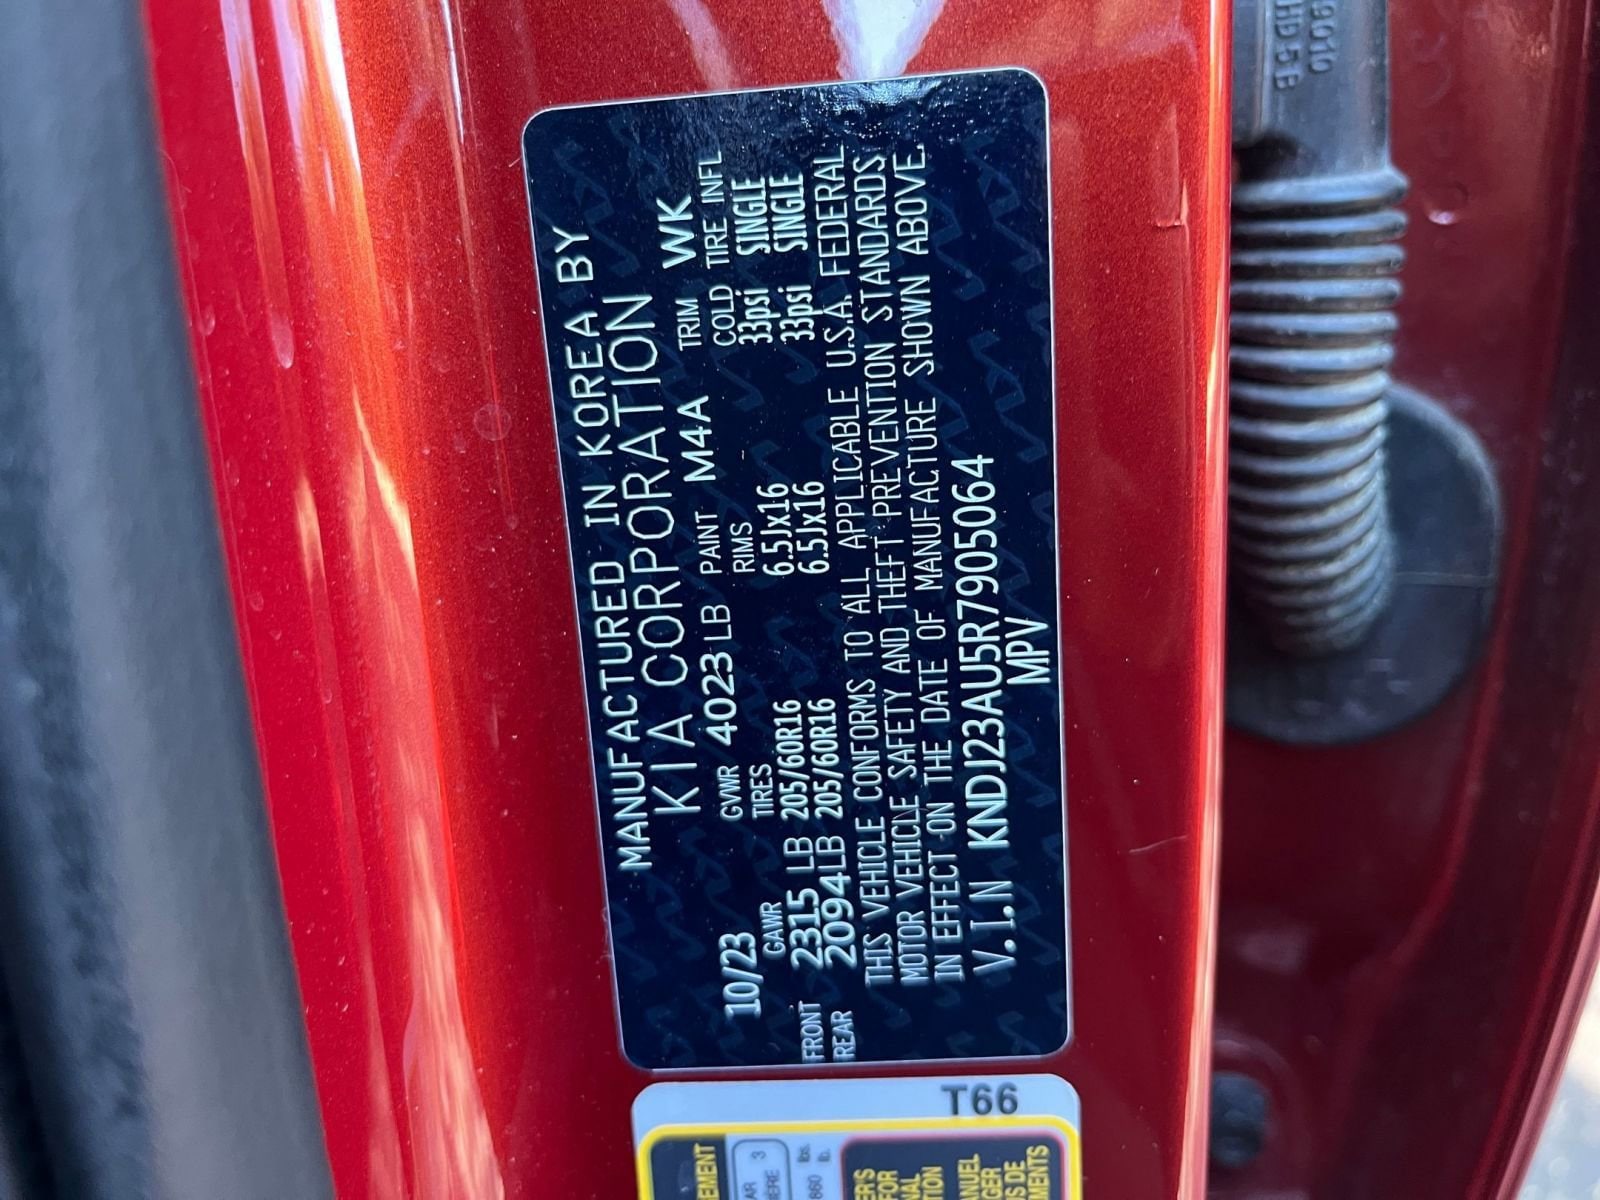 MANUFACTURED IN KOREA BY
KIA CORPORATION
10/23 GVWR 4023 LB PAINT M4A TRIM WK
GAWR TIRES RIMS COLD TIRE INFL
FRONT 2315 LB 205/60R16 6.5Jx16 33psi SINGLE
REAR 2094 LB 205/60R16 6.5Jx16 33psi SINGLE
THIS VEHICLE CONFORMS TO ALL APPLICABLE U.S.A. FEDERAL
MOTOR VEHICLE SAFETY AND THEFT PREVENTION STANDARDS
IN EFFECT ON THE DATE OF MANUFACTURE SHOWN ABOVE.
V.I.N KNDJ23AU5R7905064
MPV
T66